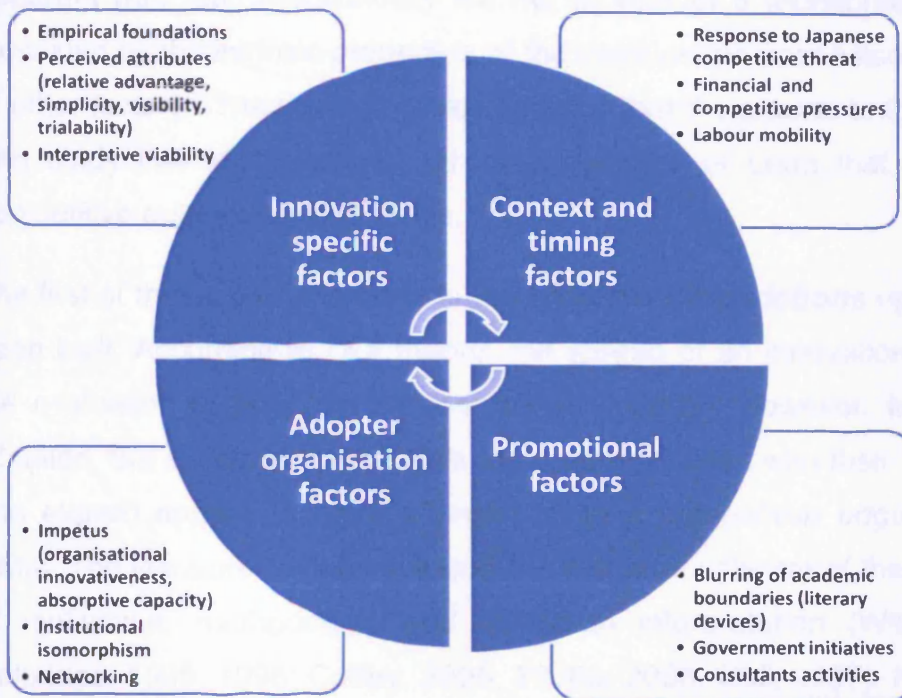 • Empirical foundations
• Perceived attributes
(relative advantage,
simplicity, visibility,
trialability)
• Interpretive viability
• Response to Japanese
competitive threat
• Financial and
competitive pressures
• Labour mobility
Innovation
specific
factors
Context and
timing
factors
Adopter
organisation
factors
Promotional
factors
• Impetus
(organisational
innovativeness,
absorptive capacity)
• Institutional
isomorphism
• Networking
• Blurring of academic
boundaries (literary
devices)
• Government initiatives
• Consultants activities